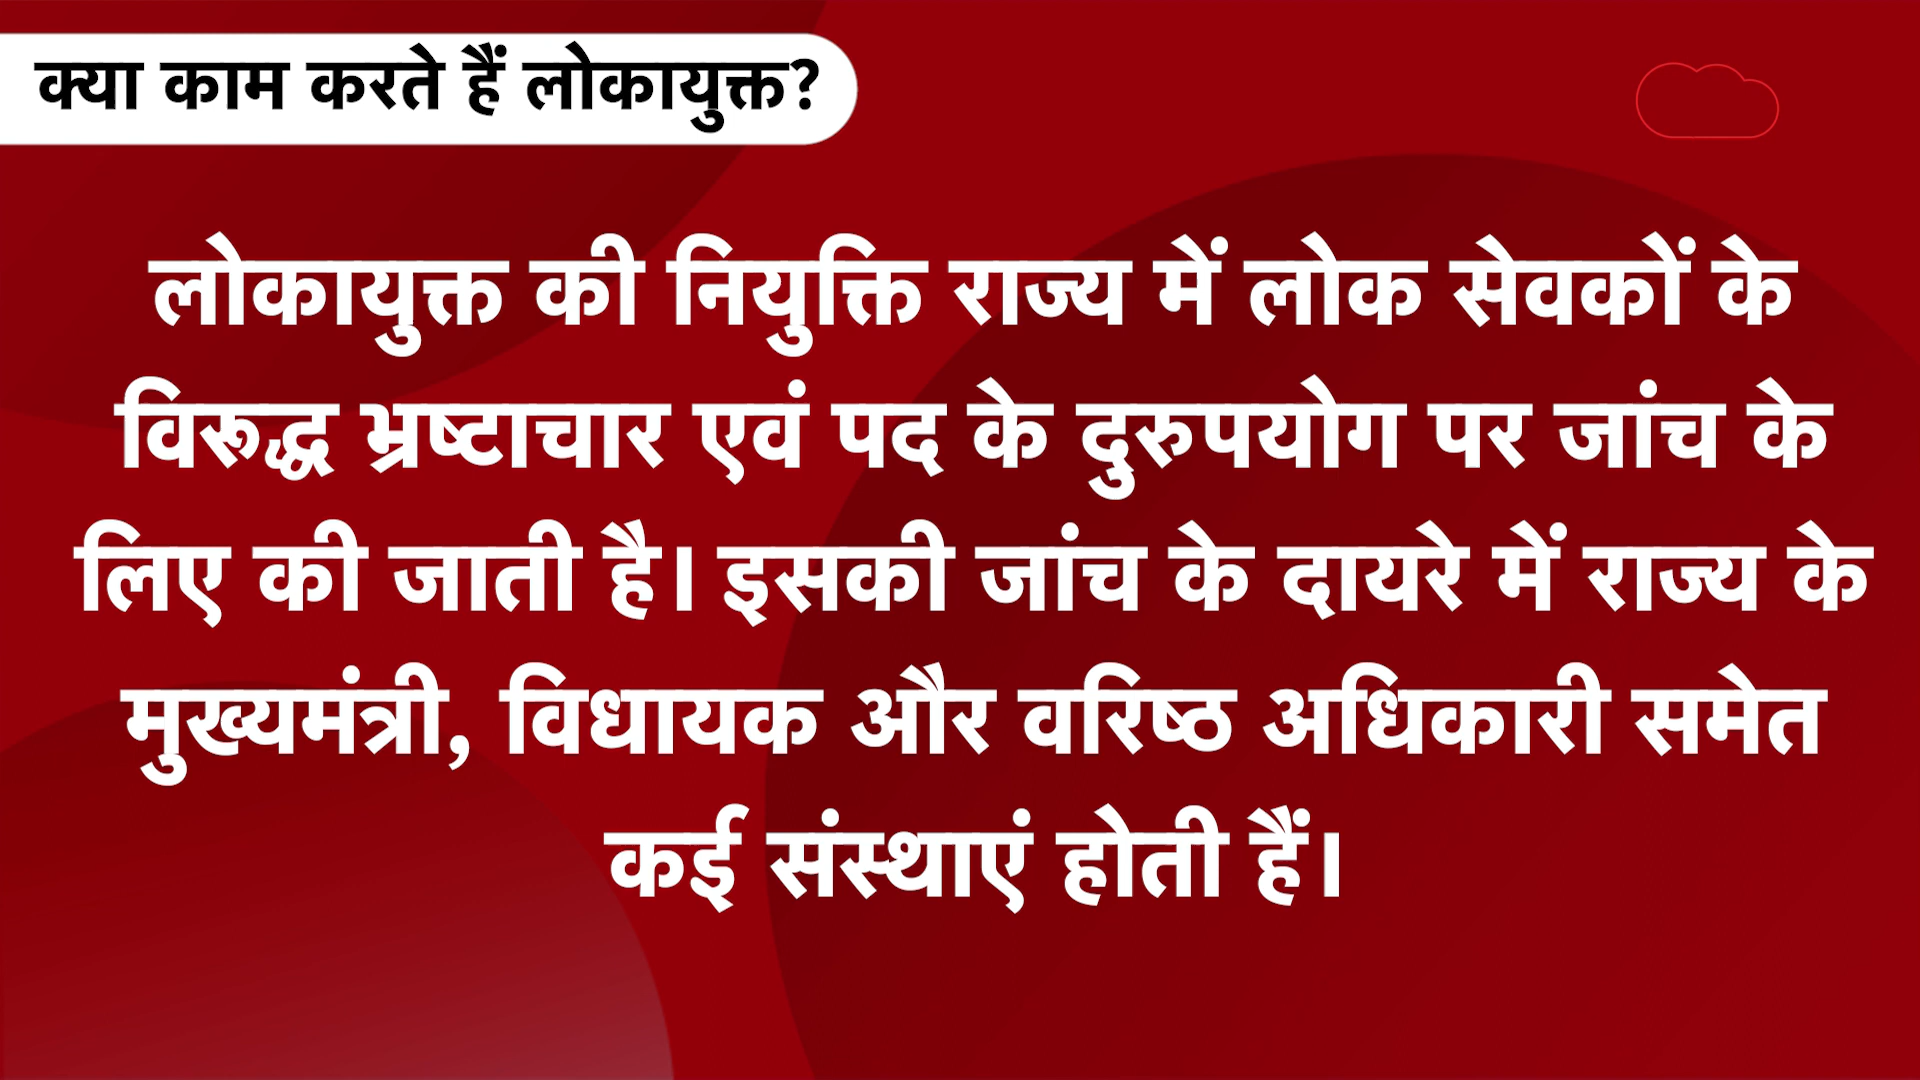 क्या काम करते हैं लोकायुक्त?
लोकायुक्त की नियुक्ति राज्य में लोक सेवकों के
विरूद्ध भ्रष्टाचार एवं पद के दुरुपयोग पर जांच के
लिए की जाती है। इसकी जांच के दायरे में राज्य के
मुख्यमंत्री, विधायक और वरिष्ठ अधिकारी समेत
कई संस्थाएं होती हैं।